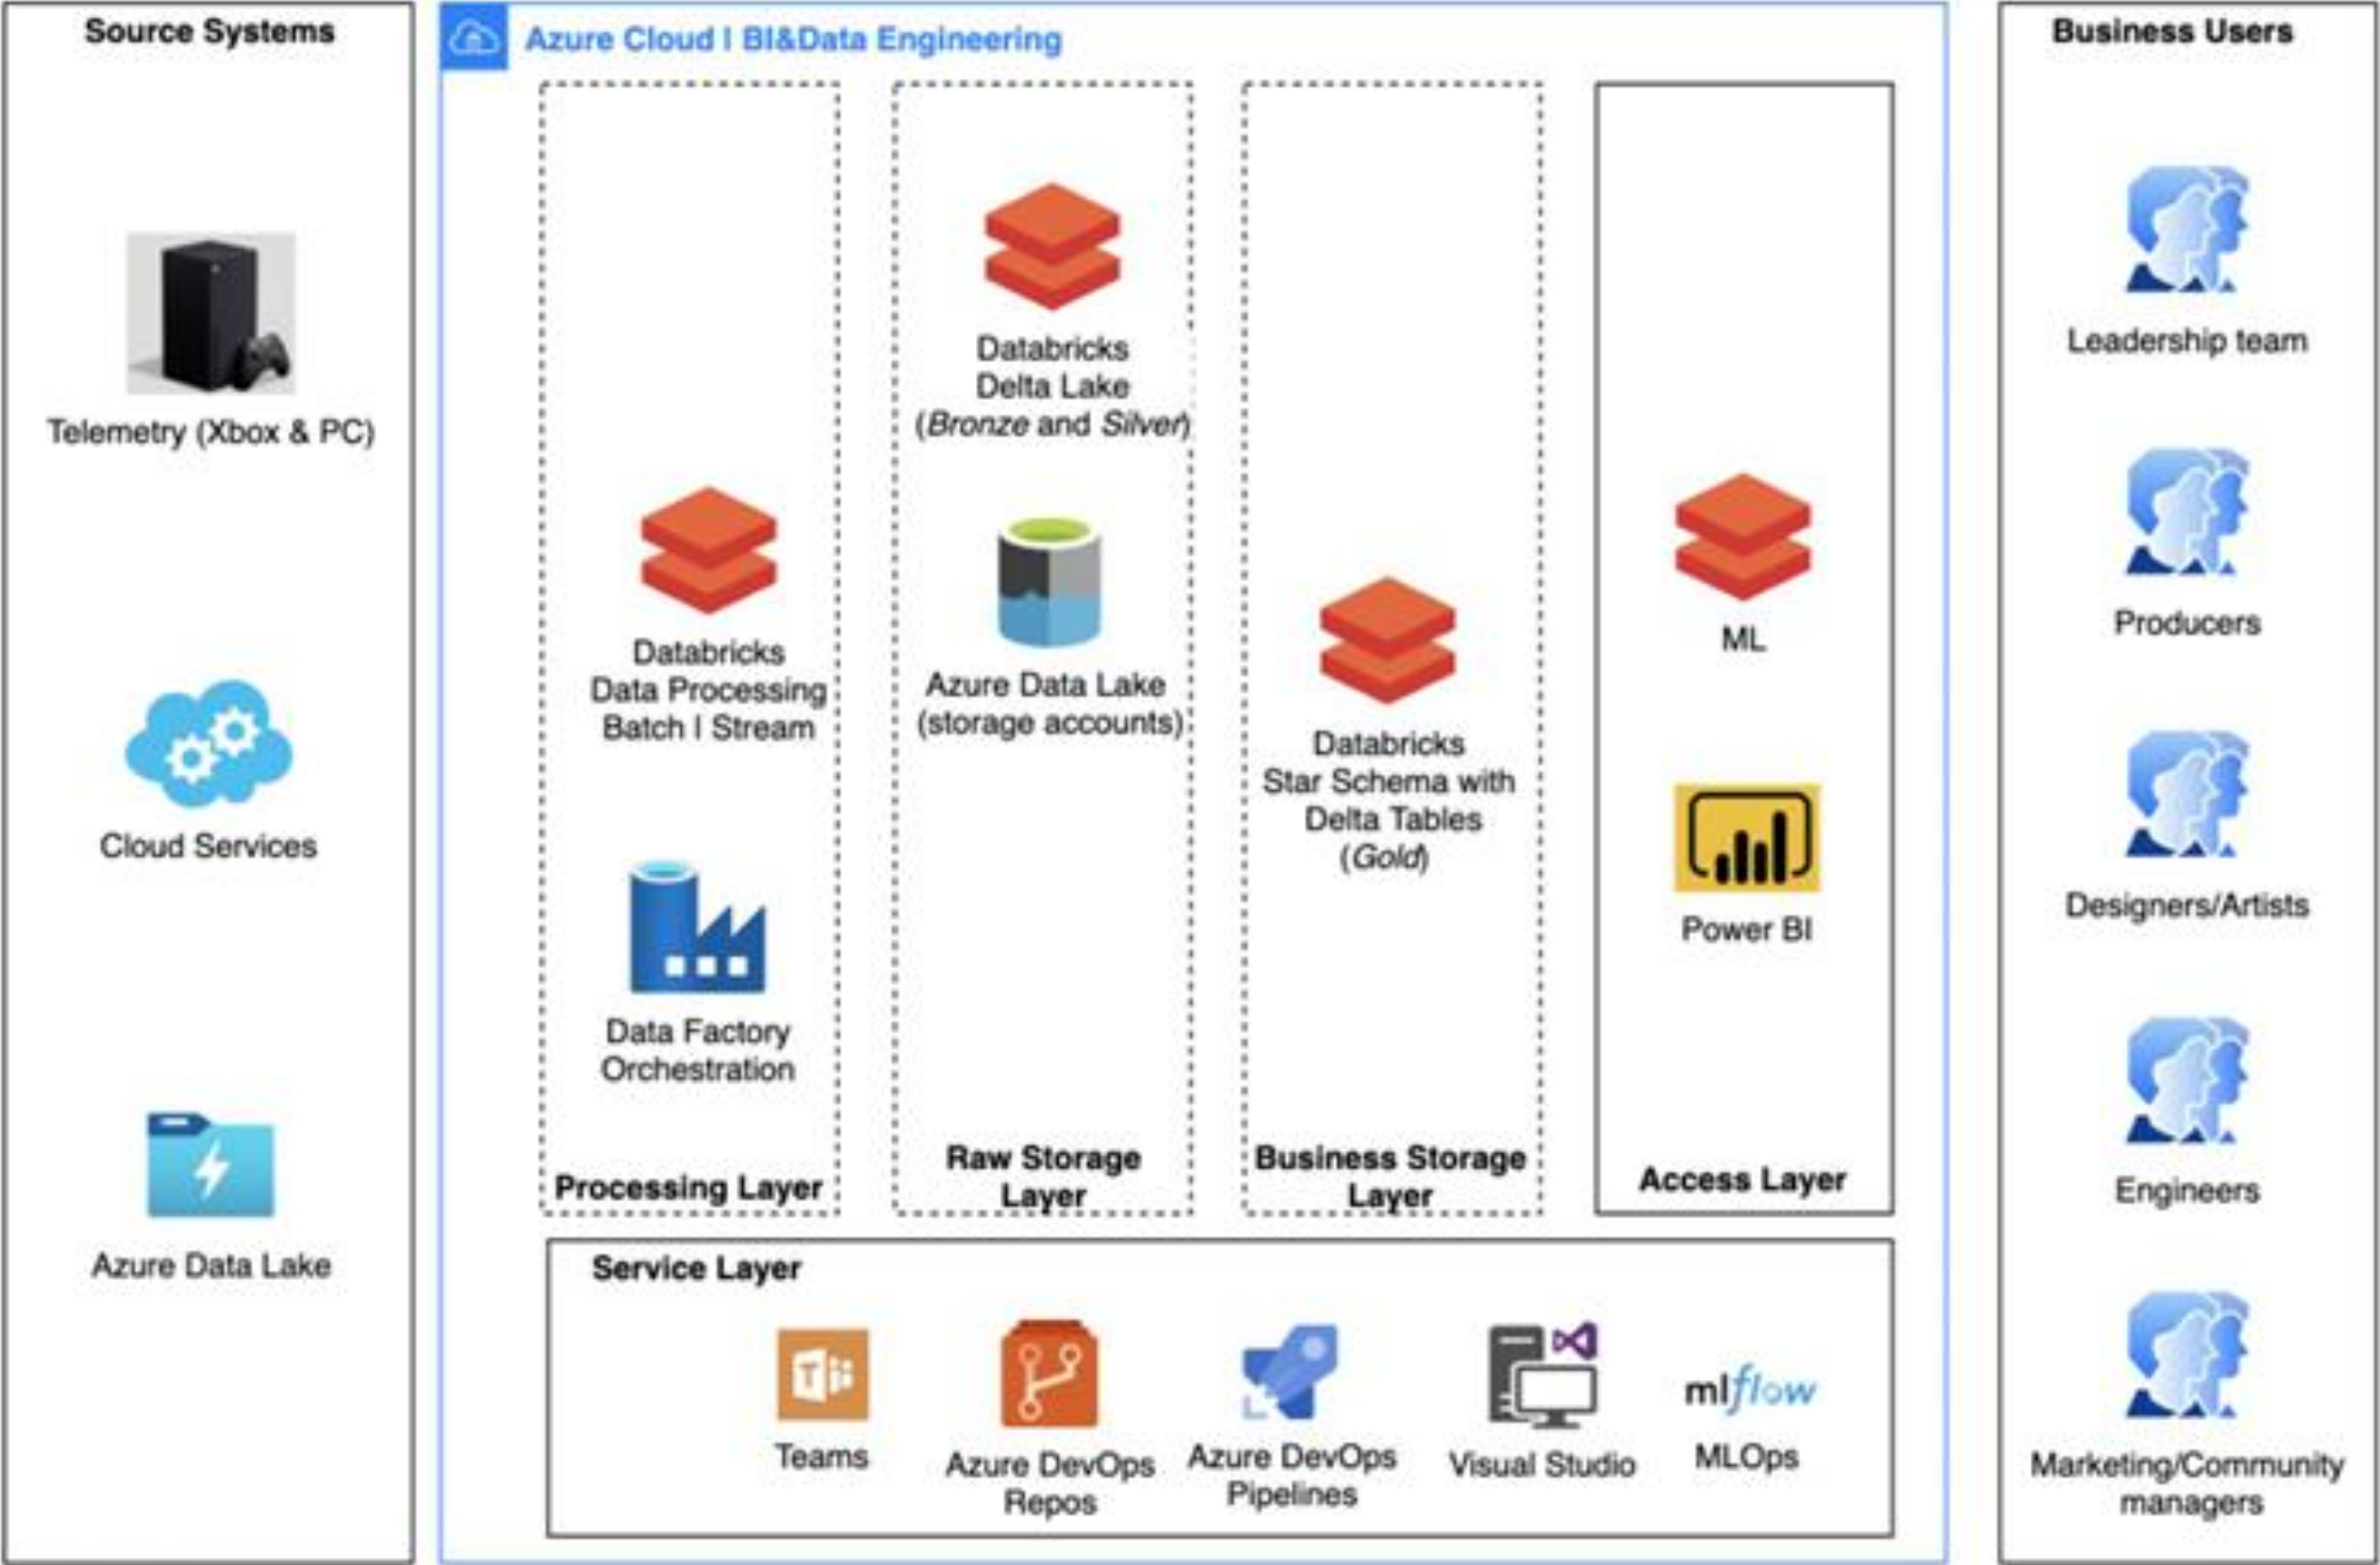 Source Systems
Telemetry (Xbox & PC)
Cloud Services
Azure Data Lake
Azure Cloud | BI&Data Engineering
Databricks
Data Processing
Batch | Stream
Data Factory
Orchestration
Processing Layer
Databricks
Delta Lake
(Bronze and Silver)
Azure Data Lake
(storage accounts)
Raw Storage
Layer
Databricks
Star Schema with
Delta Tables
(Gold)
Business Storage
Layer
ML
Power BI
Access Layer
Service Layer
Teams
Azure DevOps
Repos
Azure DevOps
Pipelines
Visual Studio
mlflow
MLOps
Business Users
Leadership team
Producers
Designers/Artists
Engineers
Marketing/Community
managers